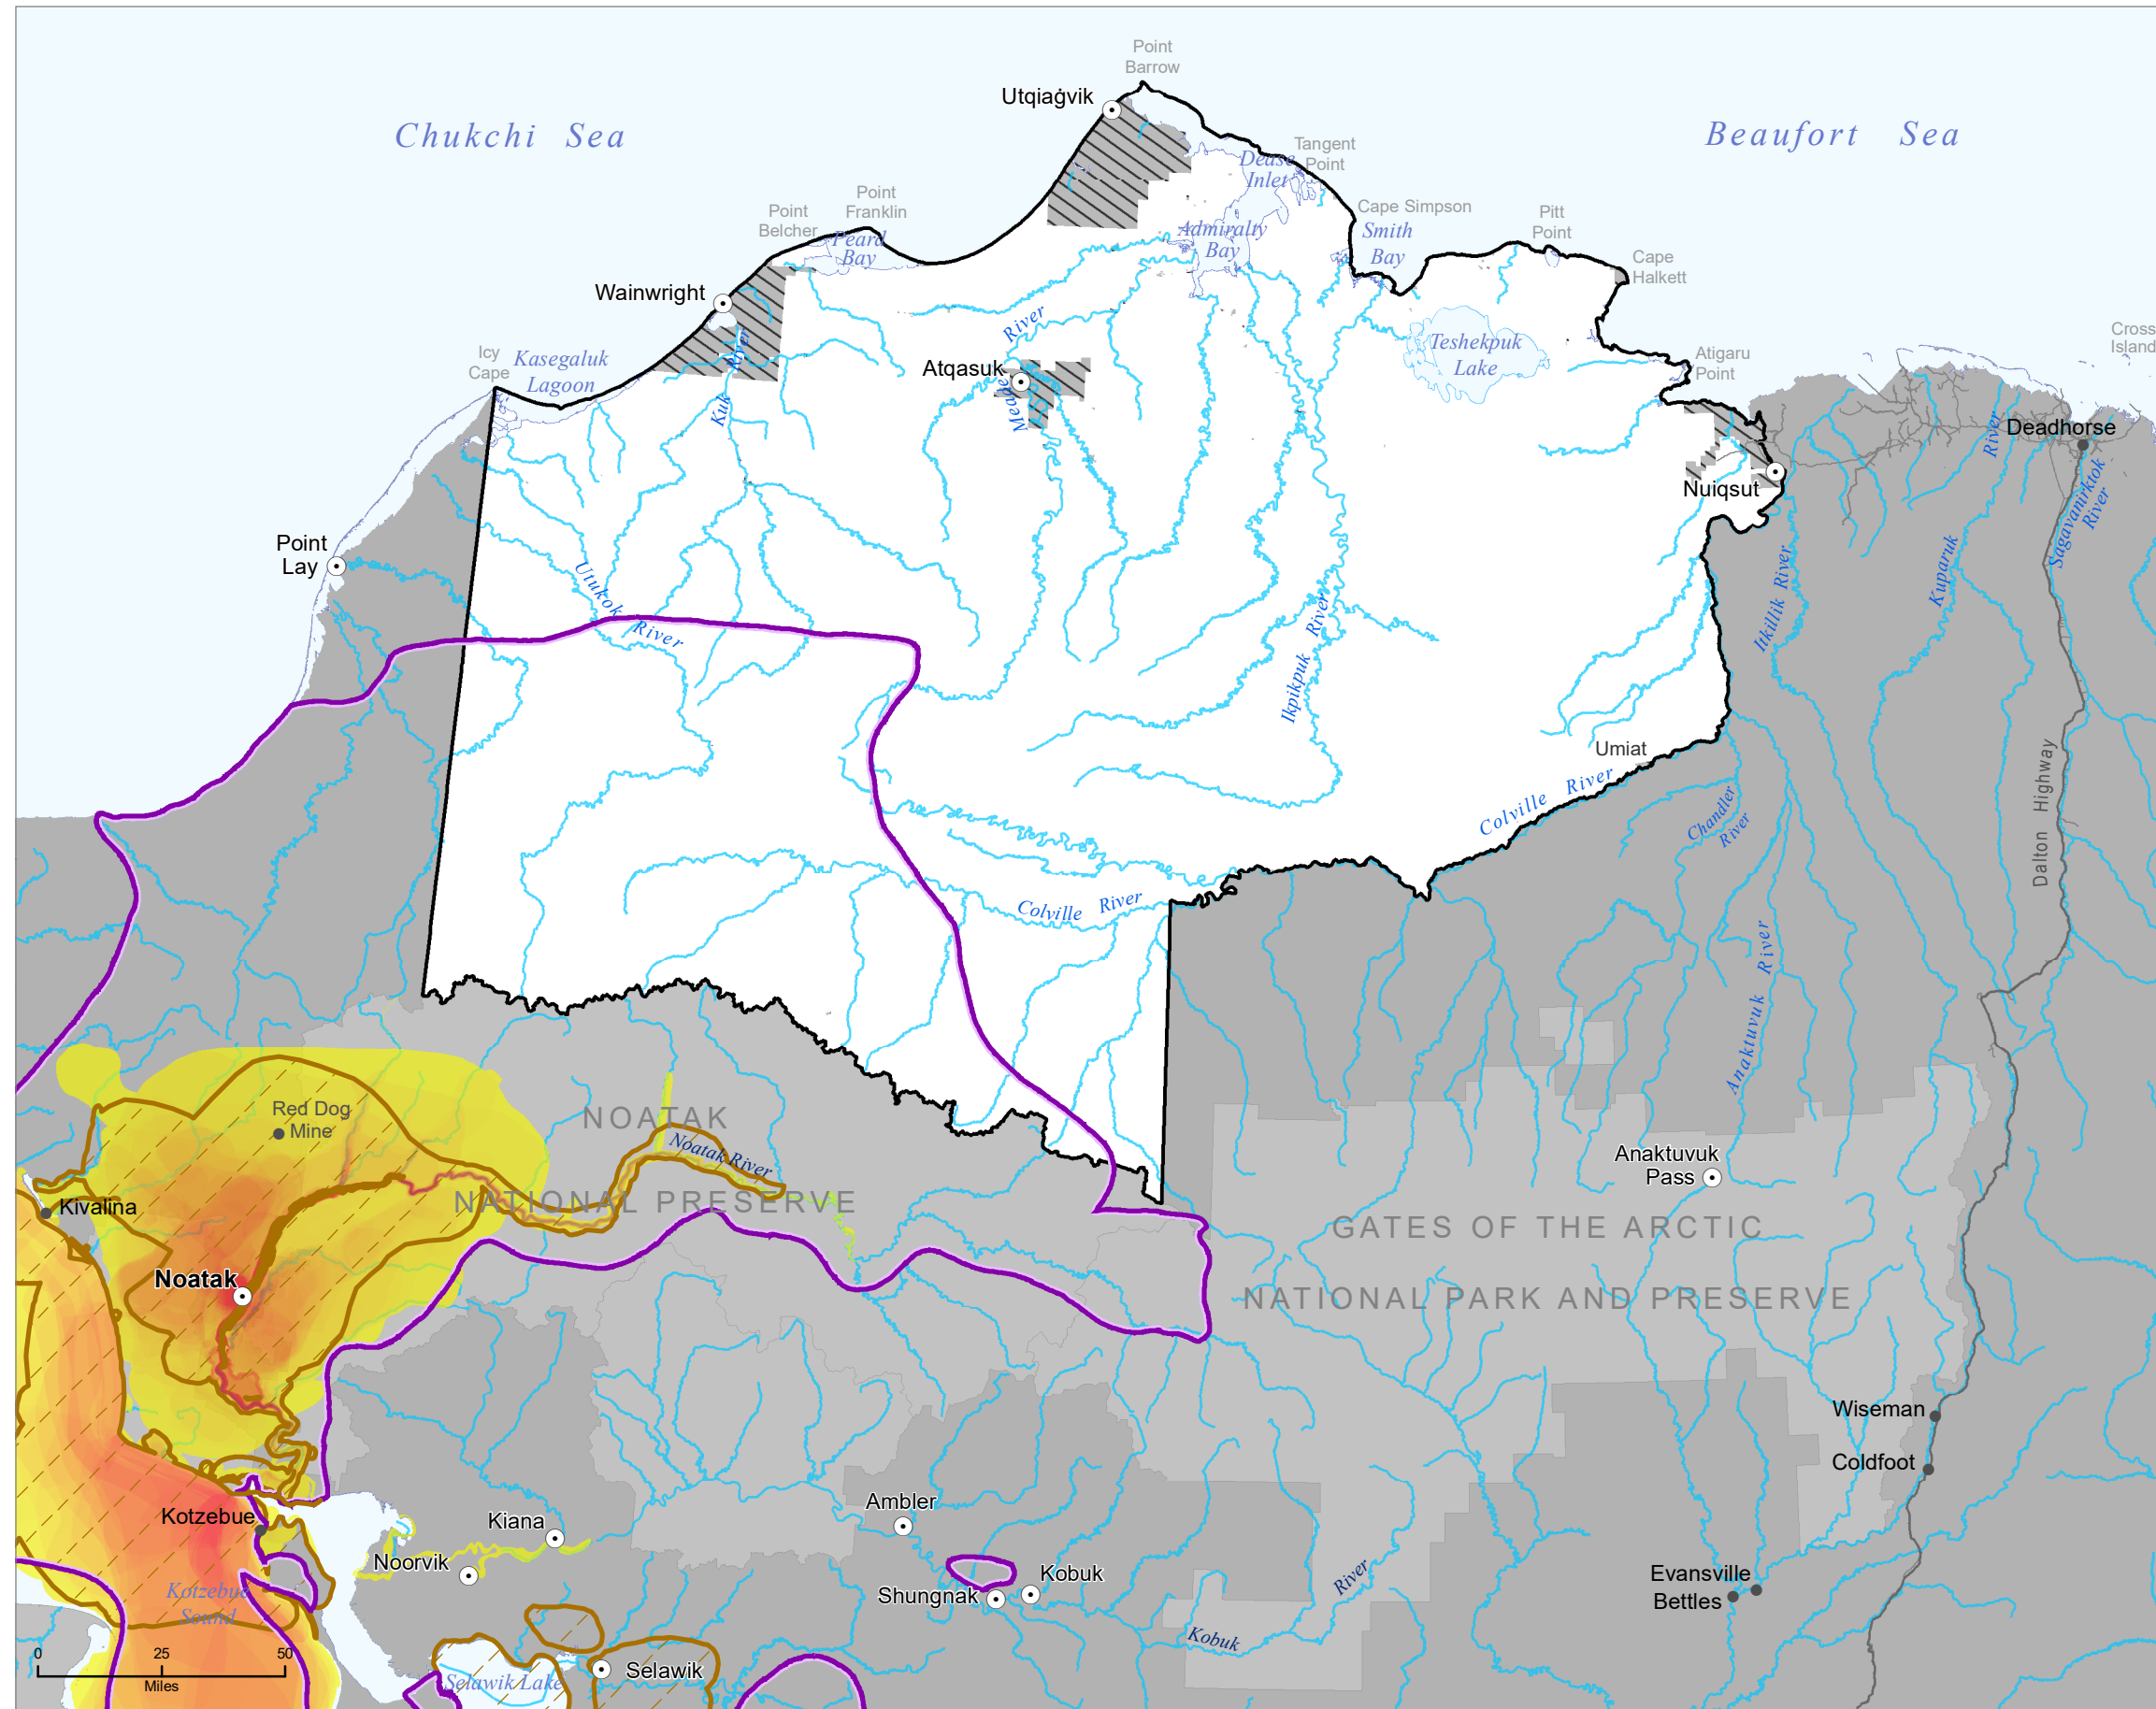 Point
Barrow
Utqiaġvik
Chukchi Sea
Beaufort Sea
Tangent
Point
Dease
Inlet
Point
Franklin
Point
Belcher
Peard
Bay
Cape Simpson
Smith
Bay
Admiralty
Bay
Pitt
Point
Cape
Halkett
Wainwright
River
Kuk
Icy
Cape
Kasegaluk
Lagoon
River
Meade
Atqasuk
Teshekpuk
Lake
Cross
Island
Atigaru
Point
Deadhorse
River
Kuparuk
Sagavanirktok
River
Nuiqsut
Point
Lay
Utukok
River
Itkillik River
Ikpikpuk River
Umiat
Colville River
Chandler
River
Dalton Highway
Colville River
Anaktuvuk River
Red Dog
Mine
NOATAK
Noatak River
NATIONAL PRESERVE
Kivalina
Anaktuvuk
Pass
GATES OF THE ARCTIC
NATIONAL PARK AND PRESERVE
Noatak
Wiseman
Coldfoot
Kotzebue
Kiana
Ambler
Noorvik
Shungnak
Kobuk
River
Kobuk
Evansville
Bettles
Kotzebue
Sound
Selawik
Selawik Lake
0 25 50
Miles